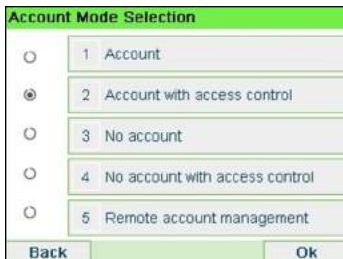 Account Mode Selection
1 Account
2 Account with access control
3 No account
4 No account with access control
5 Remote account management
Back Ok